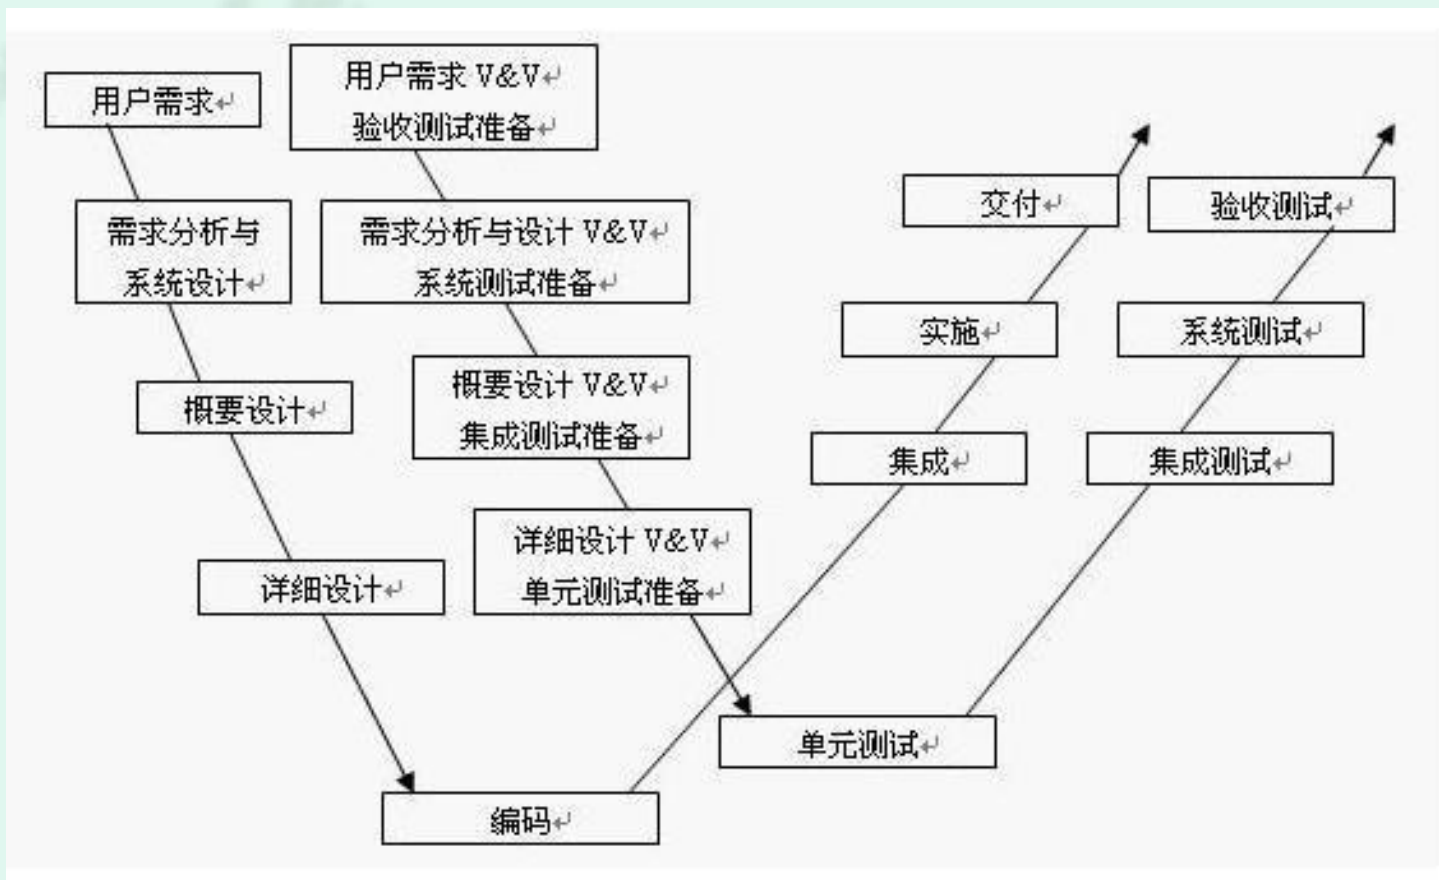 用户需求
用户需求 V&V
验收测试准备
需求分析与
系统设计
需求分析与设计 V&V
系统测试准备
交付
验收测试
实施
系统测试
概要设计
概要设计 V&V
集成测试准备
集成
集成测试
详细设计
详细设计 V&V
单元测试准备
单元测试
编码